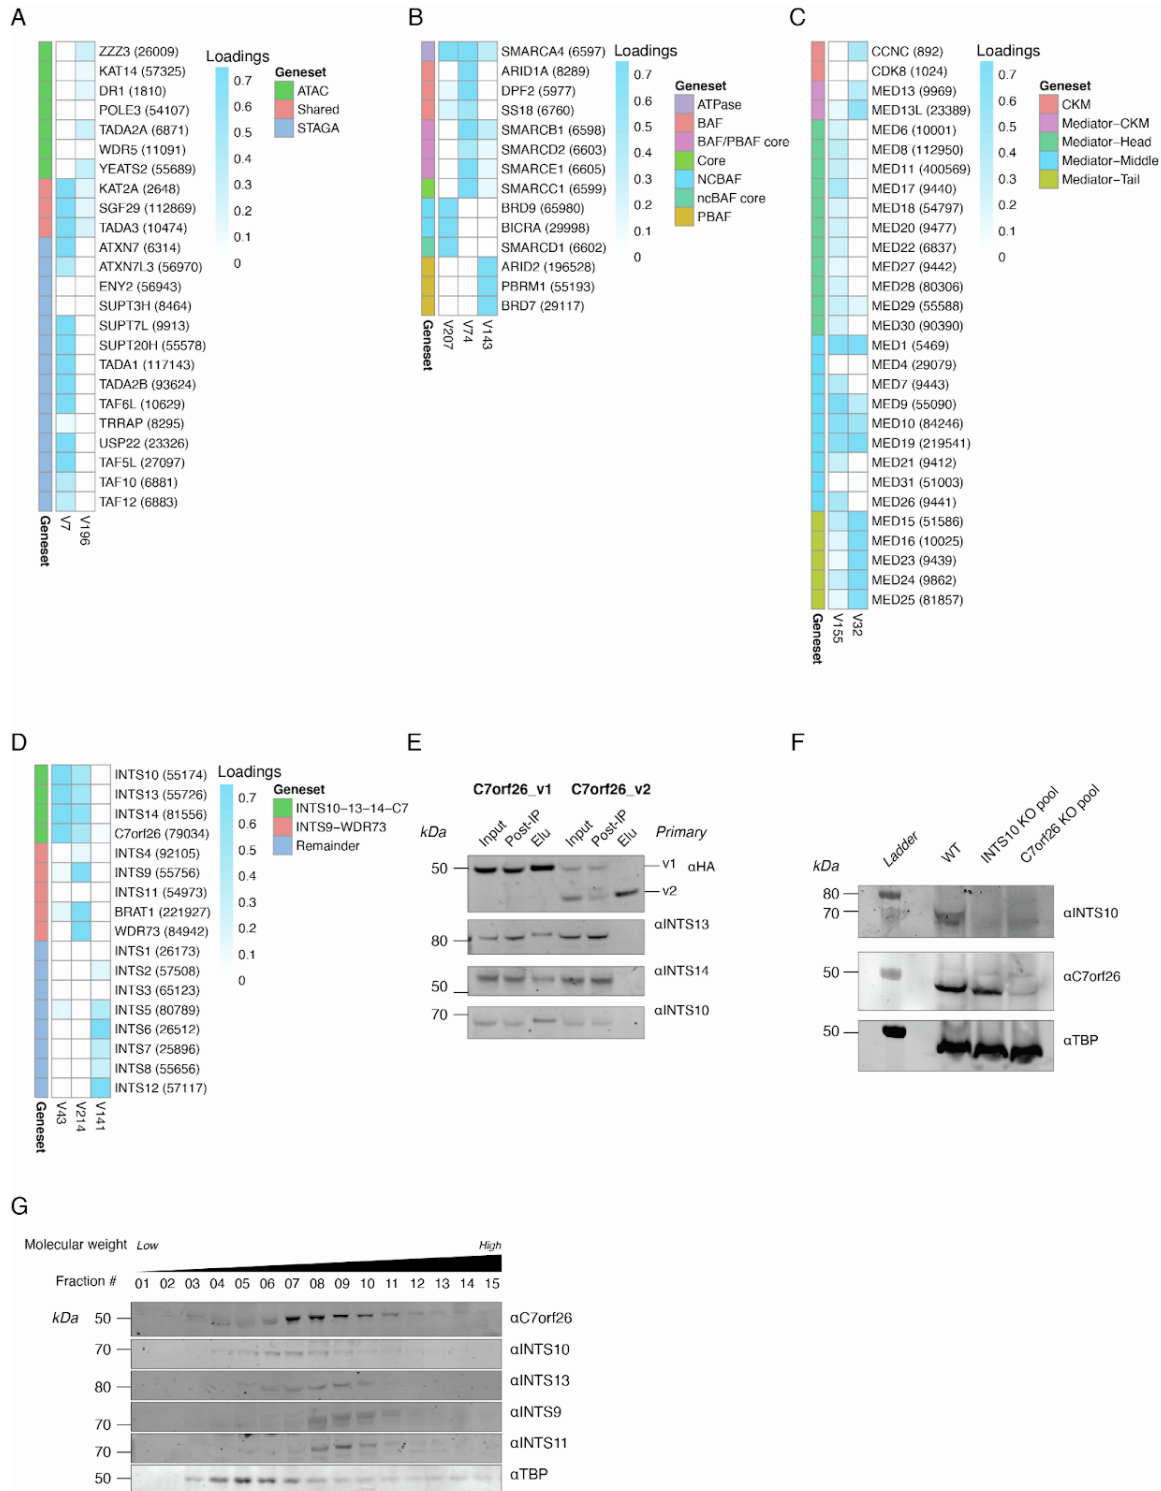 A
ZZZ3 (26009)
KAT14 (57325)
DR1 (1810)
POLE3 (54107)
TADA2A (6871)
WDR5 (11091)
YEATS2 (55689)
KAT2A (2648)
SGF29 (112869)
TADA3 (10474)
ATXN7 (6314)
ATXN7L3 (56970)
ENY2 (56943)
SUPT3H (8464)
SUPT7L (9913)
SUPT20H (55578)
TADA1 (117143)
TADA2B (93624)
TAF6L (10629)
TRRAP (8295)
USP22 (23326)
TAF5L (27097)
TAF10 (6881)
TAF12 (6883)
Geneset
V7
V196
Loadings
0.7
0.6
0.5
0.4
0.3
0.2
0.1
0
Geneset
ATAC
Shared
STAGA
B
SMARCA4 (6597)
ARID1A (8289)
DPF2 (5977)
SS18 (6760)
SMARCB1 (6598)
SMARCD2 (6603)
SMARCE1 (6605)
SMARCC1 (6599)
BRD9 (65980)
BICRA (29998)
SMARCD1 (6602)
ARID2 (196528)
PBRM1 (55193)
BRD7 (29117)
Geneset
V207
V74
V143
Loadings
0.7
0.6
0.5
0.4
0.3
0.2
0.1
0
Geneset
ATPase
BAF
BAF/PBAF core
Core
NCBAF
ncBAF core
PBAF
C
CCNC (892)
CDK8 (1024)
MED13 (9969)
MED13L (23389)
MED6 (10001)
MED8 (112950)
MED11 (400569)
MED17 (9440)
MED18 (54797)
MED20 (9477)
MED22 (6837)
MED27 (9442)
MED28 (80306)
MED29 (55588)
MED30 (90390)
MED1 (5469)
MED4 (29079)
MED7 (9443)
MED9 (55090)
MED10 (84246)
MED19 (219541)
MED21 (9412)
MED31 (51003)
MED26 (9441)
MED15 (51586)
MED16 (10025)
MED23 (9439)
MED24 (9862)
MED25 (81857)
Geneset
V155
V32
Loadings
0.7
0.6
0.5
0.4
0.3
0.2
0.1
0
Geneset
CKM
Mediator-CKM
Mediator-Head
Mediator-Middle
Mediator-Tail
D
INTS10 (55174)
INTS13 (55726)
INTS14 (81556)
C7orf26 (79034)
INTS4 (92105)
INTS9 (55756)
INTS11 (54973)
BRAT1 (221927)
WDR73 (84942)
INTS1 (26173)
INTS2 (57508)
INTS3 (65123)
INTS5 (80789)
INTS6 (26512)
INTS7 (25896)
INTS8 (55656)
INTS12 (57117)
Geneset
V43
V214
V141
Loadings
0.7
0.6
0.5
0.4
0.3
0.2
0.1
0
Geneset
INTS10-13-14-C7
INTS9-WDR73
Remainder
E
C7orf26_v1 C7orf26_v2
kDa Input Post-IP Elu Input Post-IP Elu Primary
50 v1 αHA
v2
αINTS13
80
αINTS14
50
70 αINTS10
F
kDa Ladder WT INTS10 KO pool C7orf26 KO pool
80
70 αINTS10
50 αC7orf26
50 αTBP
G
Molecular weight Low High
Fraction # 01 02 03 04 05 06 07 08 09 10 11 12 13 14 15
kDa 50 αC7orf26
70 αINTS10
80 αINTS13
70 αINTS9
70 αINTS11
50 αTBP